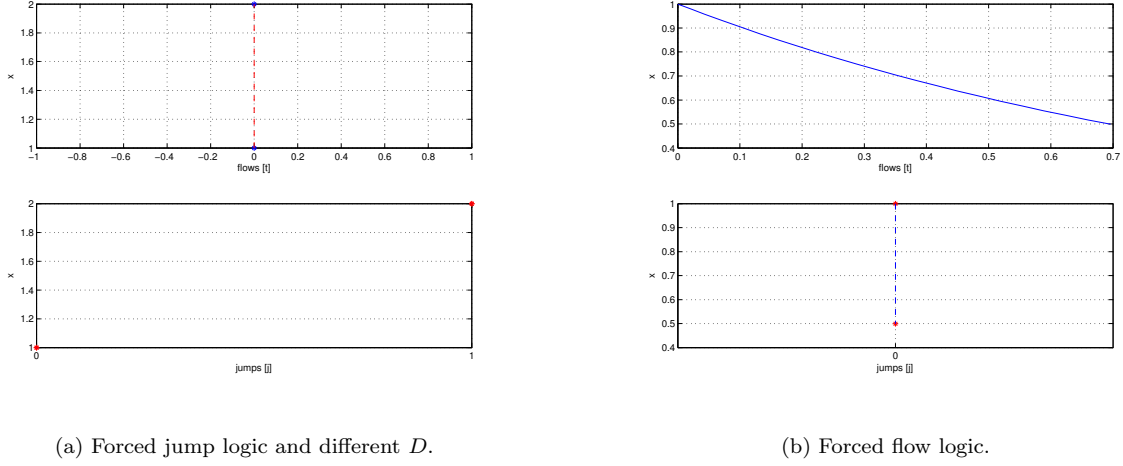 2
1.8
1.6
1.4
1.2
1
x
−1 −0.8 −0.6 −0.4 −0.2 0 0.2 0.4 0.6 0.8 1
flows [t]
2
1.8
1.6
1.4
1.2
1
x
0 1
jumps [j]
(a) Forced jump logic and different D.
1
0.9
0.8
0.7
0.6
0.5
0.4
x
0 0.1 0.2 0.3 0.4 0.5 0.6 0.7
flows [t]
1
0.9
0.8
0.7
0.6
0.5
0.4
x
0
jumps [j]
(b) Forced flow logic.